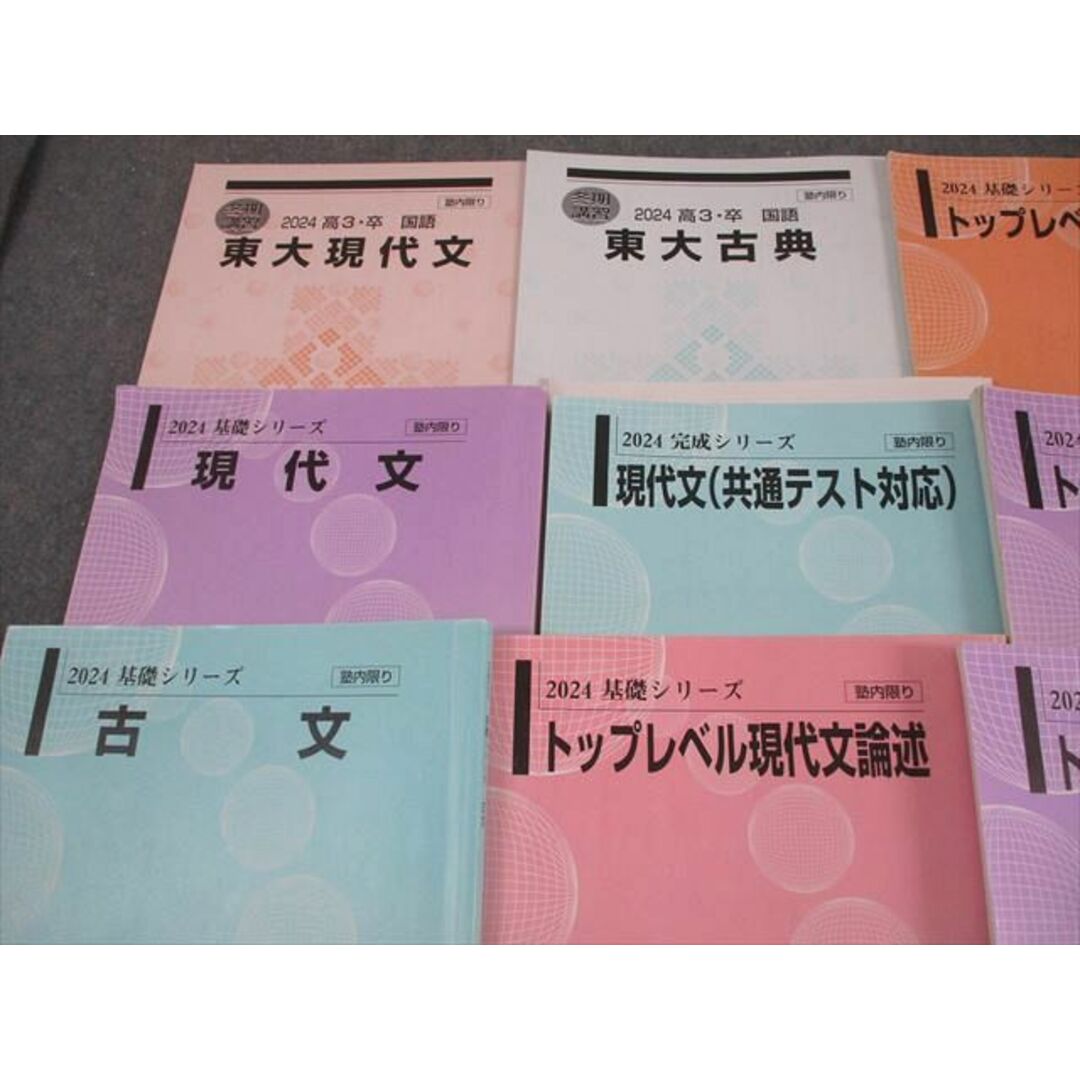 冬期
講習
塾内限り
2024 高3・卒 国語
東大現代文
冬期
講習
塾内限り
2024 高3・卒 国語
東大古典
2024 基礎シリーズ
トップレベ
2024 基礎シリーズ 塾内限り
現代文
2024 完成シリーズ 塾内限り
現代文(共通テスト対応)
2024
ト
2024 基礎シリーズ 塾内限り
古文
2024 基礎シリーズ 塾内限り
トップレベル現代文論述
202
ト